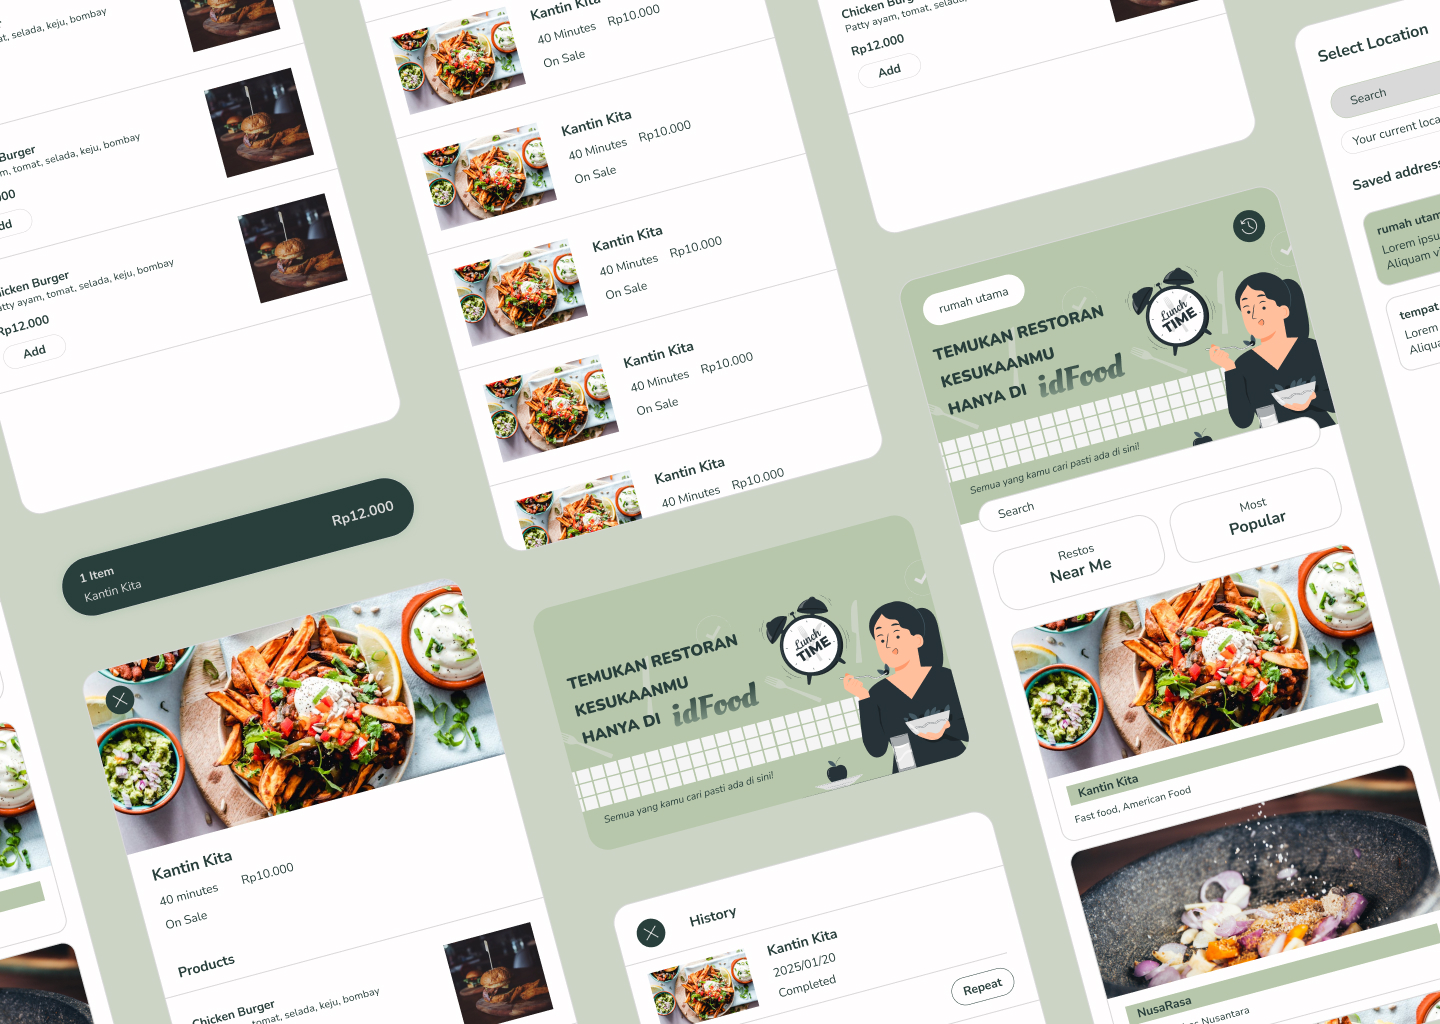 at, selada, keju, bombay
Burger
m, tomat, selada, keju, bombay
000
Add
Chicken Burger
Patty ayam, tomat, selada, keju, bombay
Rp12.000
Add
1 Item
Kantin Kita
Rp12.000
Kantin Kita
40 minutes
Rp10.000
On Sale
Products
Chicken Burger
tomat, selada, keju, bombay
Kantin Kita
40 Minutes
Rp10.000
On Sale
Kantin Kita
40 Minutes
Rp10.000
On Sale
Kantin Kita
40 Minutes
Rp10.000
On Sale
Kantin Kita
40 Minutes
Rp10.000
On Sale
Kantin Kita
40 Minutes
Rp10.000
TEMUKAN RESTORAN
KESUKAANMU
HANYA DI idFood
Lunch
TIME
Semua yang kamu cari pasti ada di sini!
History
Kantin Kita
2025/01/20
Completed
Repeat
Chicken Burg
Patty ayam, tomat, selada,
Rp12.000
Add
rumah utama
TEMUKAN RESTORAN
KESUKAANMU
HANYA DI idFood
Lunch
TIME
Semua yang kamu cari pasti ada di sini!
Search
Restos
Near Me
Most
Popular
Kantin Kita
Fast food, American Food
NusaRasa
as Nusantara
Select Location
Search
Your current loca
Saved address
rumah utam
Lorem ipsu
Aliquam v
tempat
Lorem
Aliqua